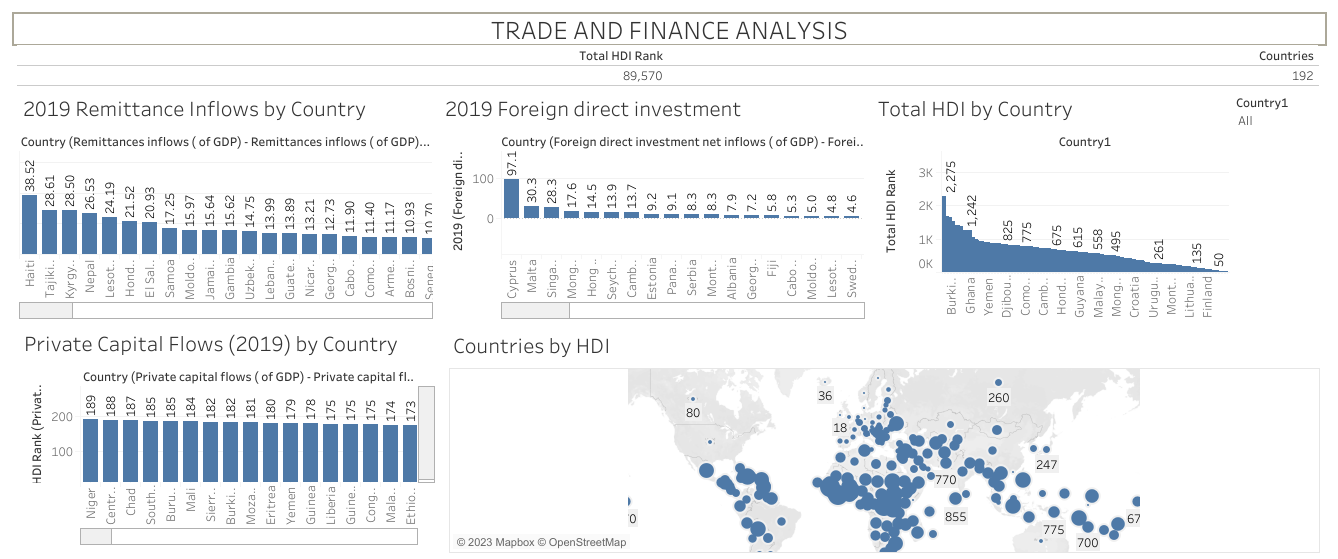 TRADE AND FINANCE ANALYSIS
Total HDI Rank
Countries
89,570
192
2019 Remittance Inflows by Country
Country (Remittances inflows ( of GDP) - Remittances inflows ( of GDP)...
38.52 28.61 28.50 26.53 24.19 21.52 20.93 17.25 15.97 15.64 15.62 14.75 13.99 13.89 13.21 12.73 11.90 11.40 11.17 10.93 10.70
Haiti Tajiki.. Kyrgy.. Nepal Lesot.. Hond.. El Sal.. Samoa Moldo.. Jamai.. Gambia Uzbek.. Leban.. Guate.. Nicar.. Georg.. Cabo .. Como.. Arme.. Bosni.. Senen
2019 Foreign direct investment
Country (Foreign direct investment net inflows ( of GDP) - Forei..
2019 (Foreign di..
100
0
97.1 30.3 28.3 17.6 14.5 13.9 13.7 9.2 9.1 8.3 8.3 7.9 7.2 5.8 5.3 5.0 4.8 4.6
Cyprus Malta Singa.. Mong.. Hong .. Seych.. Camb.. Estonia Pana.. Serbia Mont.. Albania Georg.. Fiji Cabo .. Moldo.. Lesot.. Swed..
Total HDI by Country
Country1
Total HDI Rank
3K
2K
1K
0K
2,275 1,242 825 775 675 615 558 495 261 135 50
Burki.. Ghana Yemen Djibou.. Como.. Camb.. Hond.. Guyana Malay.. Mong.. Croatia Urugu.. Mont.. Lithua.. Finland
Country1
All
Private Capital Flows (2019) by Country
Country (Private capital flows ( of GDP) - Private capital fl..
HDI Rank (Privat..
200
100
189 188 187 185 185 184 182 182 181 180 179 178 175 175 175 174 173
Niger Centr.. Chad South.. Buru.. Mali Sierr.. Burki.. Moza.. Eritrea Yemen Guinea Liberia Guine.. Cong.. Mala.. Ethio..
Countries by HDI
36
260
80
18
247
770
0
855
775
700
67
© 2023 Mapbox © OpenStreetMap